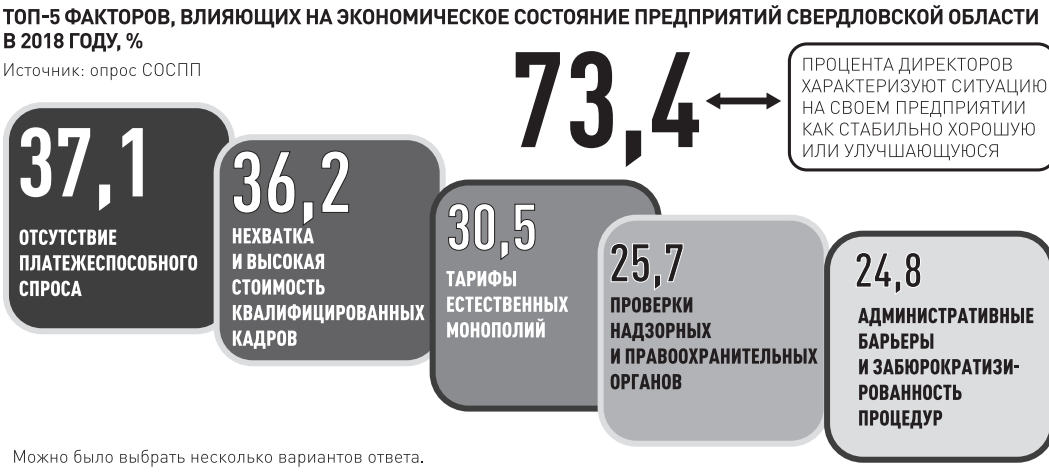 ТОП-5 ФАКТОРОВ, ВЛИЯЮЩИХ НА ЭКОНОМИЧЕСКОЕ СОСТОЯНИЕ ПРЕДПРИЯТИЙ СВЕРДЛОВСКОЙ ОБЛАСТИ
В 2018 ГОДУ, %
Источник: опрос СОСПП
73,4
ПРОЦЕНТА ДИРЕКТОРОВ
ХАРАКТЕРИЗУЮТ СИТУАЦИЮ
НА СВОЕМ ПРЕДПРИЯТИИ
КАК СТАБИЛЬНО ХОРОШУЮ
ИЛИ УЛУЧШАЮЩУЮСЯ
37,1
ОТСУТСТВИЕ
ПЛАТЕЖЕСПОСОБНОГО
СПРОСА
36,2
НЕХВАТКА
И ВЫСОКАЯ
СТОИМОСТЬ
КВАЛИФИЦИРОВАННЫХ
КАДРОВ
30,5
ТАРИФЫ
ЕСТЕСТВЕННЫХ
МОНОПОЛИЙ
25,7
ПРОВЕРКИ
НАДЗОРНЫХ
И ПРАВООХРАНИТЕЛЬНЫХ
ОРГАНОВ
24,8
АДМИНИСТРАТИВНЫЕ
БАРЬЕРЫ
И ЗАБЮРОКРАТИЗИ-
РОВАННОСТЬ
ПРОЦЕДУР
Можно было выбрать несколько вариантов ответа.